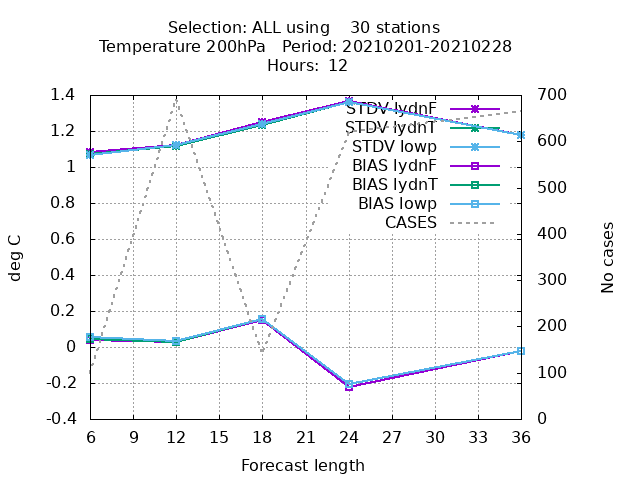 Selection: ALL using    30 stations
Temperature 200hPa   Period: 20210201-20210228
Hours:  12
1.4
1.2
1
0.8
0.6
0.4
0.2
0
-0.2
-0.4
deg C
STDV lydnF
STDV lydnT
STDV lowp
BIAS lydnF
BIAS lydnT
BIAS lowp
CASES
700
600
500
400
300
200
100
0
No cases
6 9 12 15 18 21 24 27 30 33 36
Forecast length